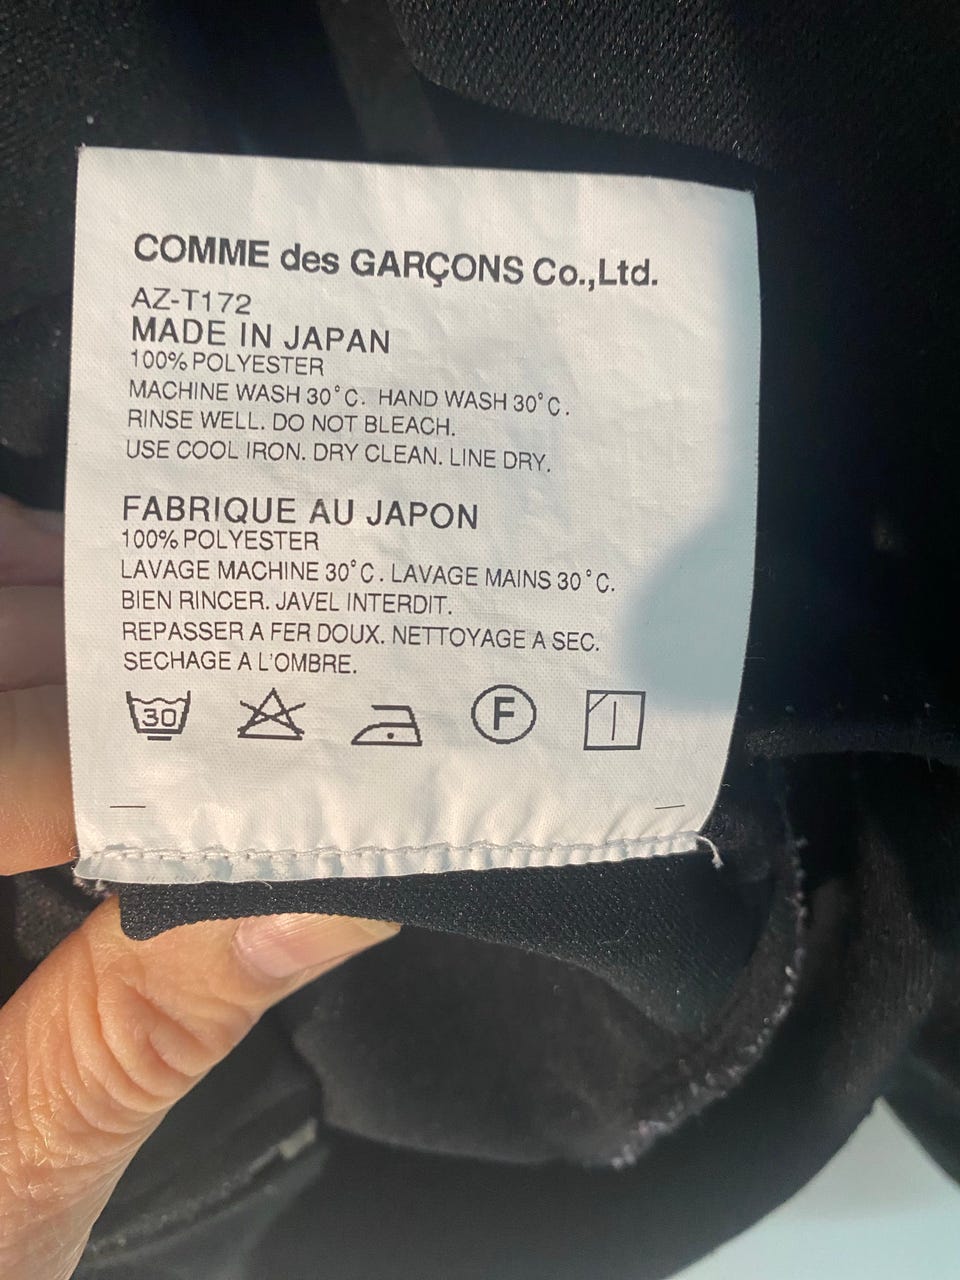 COMME des GARÇONS Co.,Ltd.
AZ-T172
MADE IN JAPAN
100% POLYESTER
MACHINE WASH 30°C. HAND WASH 30°C.
RINSE WELL. DO NOT BLEACH.
USE COOL IRON. DRY CLEAN. LINE DRY.
FABRIQUE AU JAPON
100% POLYESTER
LAVAGE MACHINE 30°C. LAVAGE MAINS 30°C.
BIEN RINCER. JAVEL INTERDIT.
REPASSER A FER DOUX. NETTOYAGE A SEC.
SECHAGE A L'OMBRE.
30 F